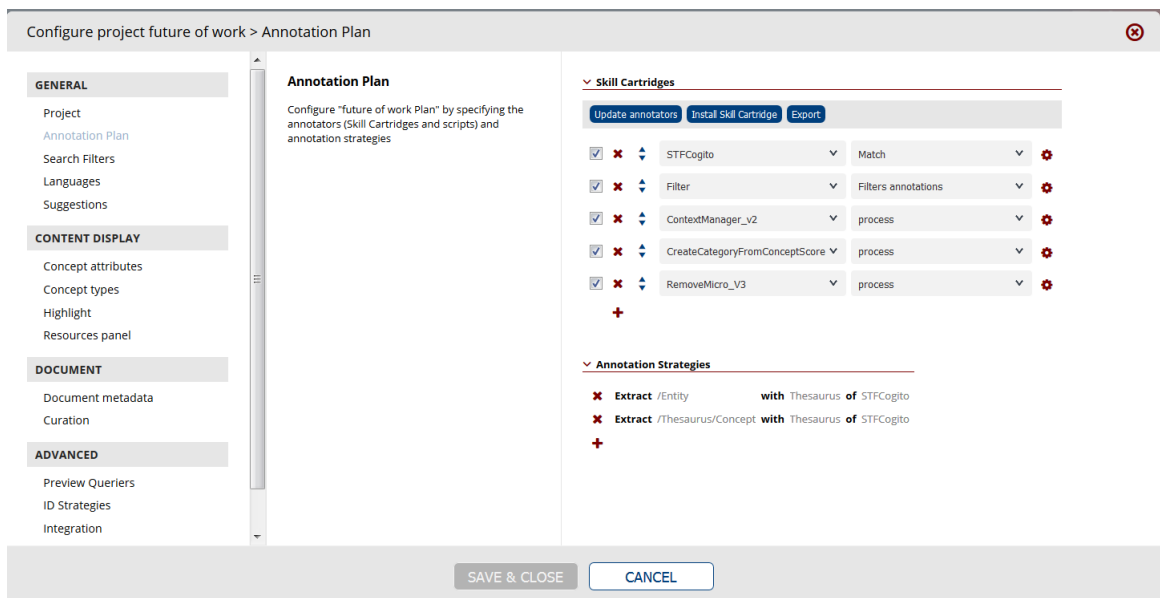 Configure project future of work > Annotation Plan
GENERAL
Project
Annotation Plan
Search Filters
Languages
Suggestions
CONTENT DISPLAY
Concept attributes
Concept types
Highlight
Resources panel
DOCUMENT
Document metadata
Curation
ADVANCED
Preview Queriers
ID Strategies
Integration
Annotation Plan
Configure "future of work Plan" by specifying the
annotators (Skill Cartridges and scripts) and
annotation strategies
Skill Cartridges
Update annotators Install Skill Cartridge Export
STFCogito Match
Filter Filters annotations
ContextManager_v2 process
CreateCategoryFromConceptScore process
RemoveMicro_V3 process
Annotation Strategies
Extract /Entity with Thesaurus of STFCogito
Extract /Thesaurus/Concept with Thesaurus of STFCogito
SAVE & CLOSE CANCEL